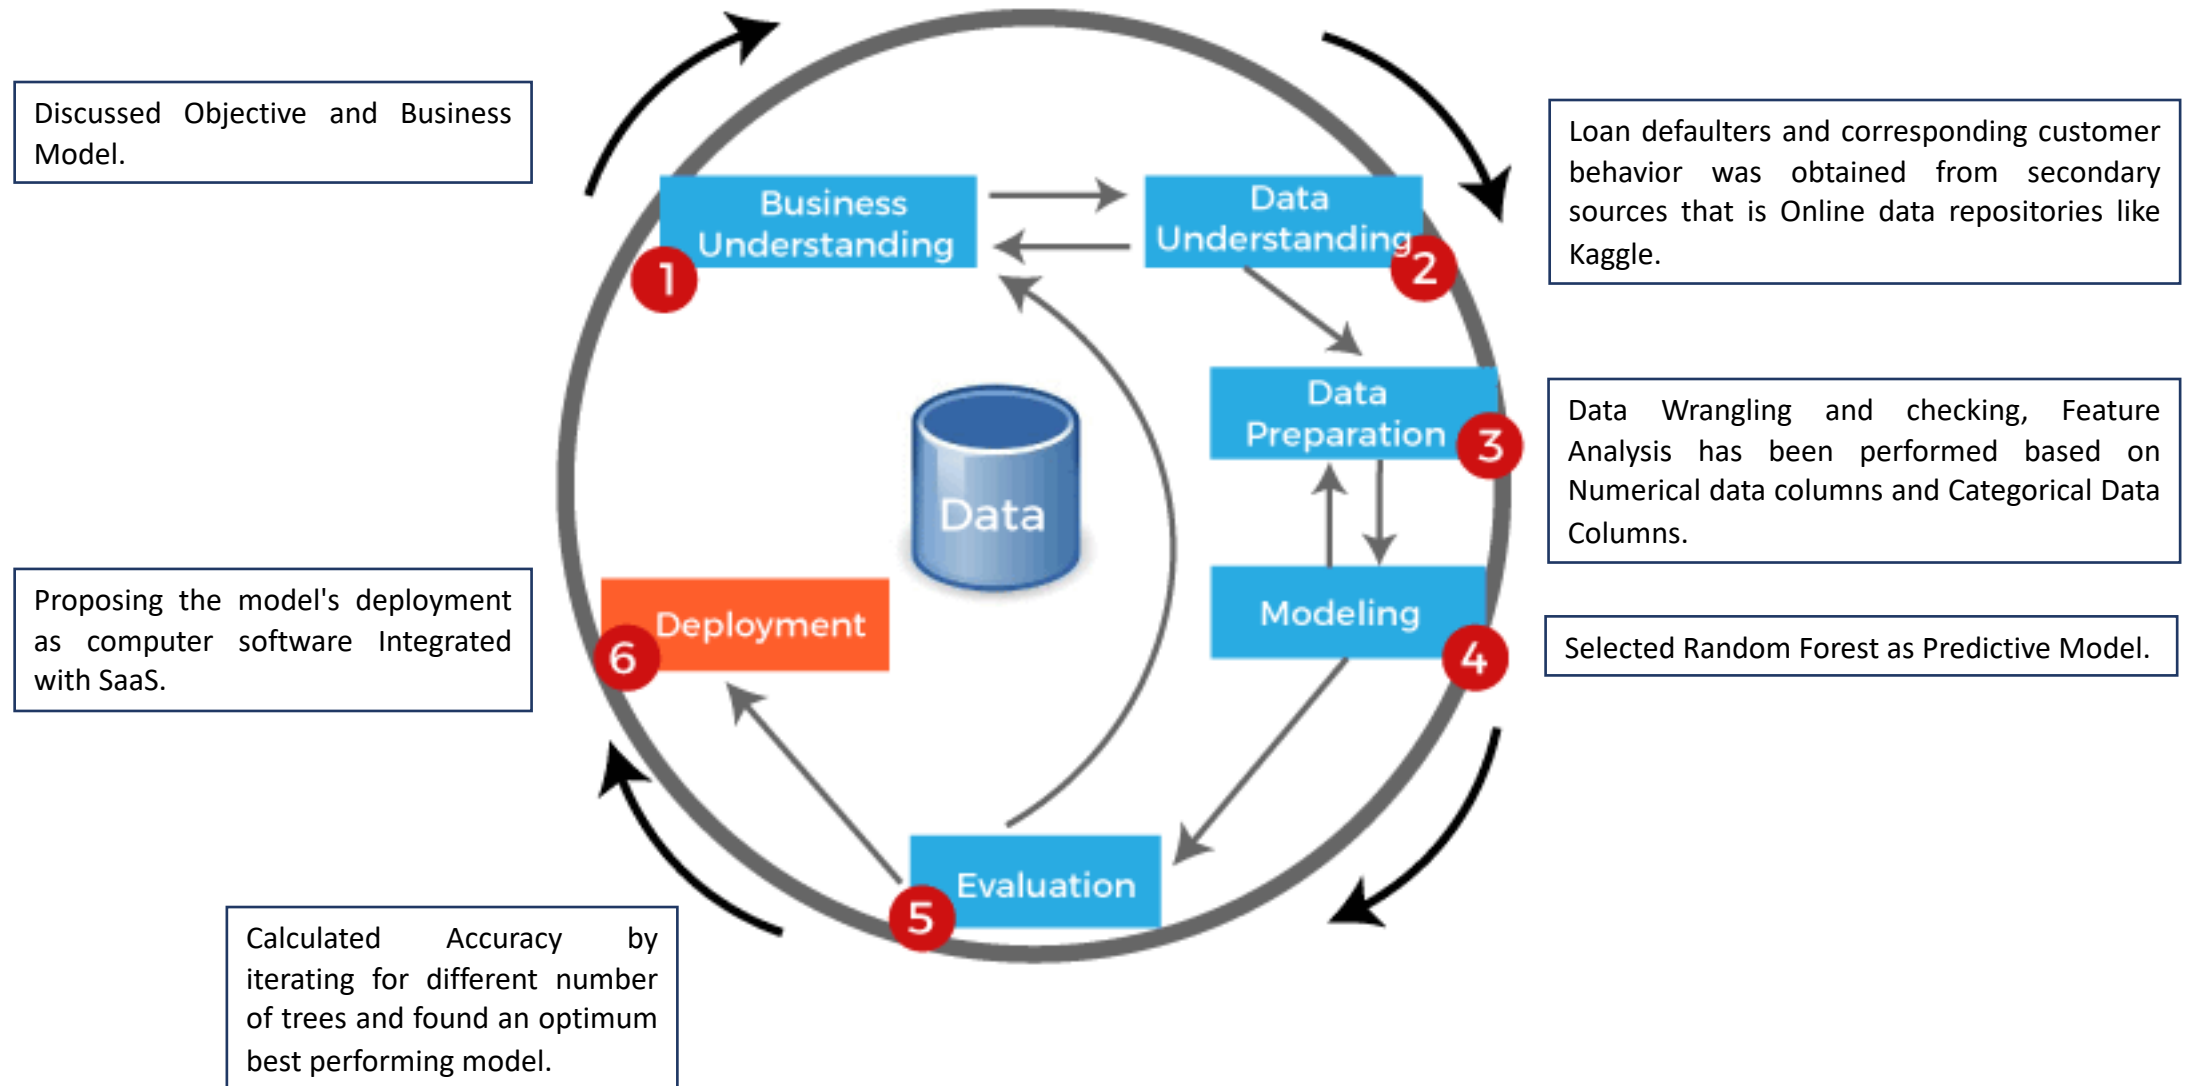 Discussed Objective and Business
Model.
Business
Understanding
1
Data
Understanding
2
Loan defaulters and corresponding customer
behavior was obtained from secondary
sources that is Online data repositories like
Kaggle.
Data
Preparation
3
Data Wrangling and checking, Feature
Analysis has been performed based on
Numerical data columns and Categorical Data
Columns.
Data
Modeling
4
Selected Random Forest as Predictive Model.
Proposing the model's deployment
as computer software Integrated
with SaaS.
Deployment
6
Evaluation
5
Calculated Accuracy by
iterating for different number
of trees and found an optimum
best performing model.